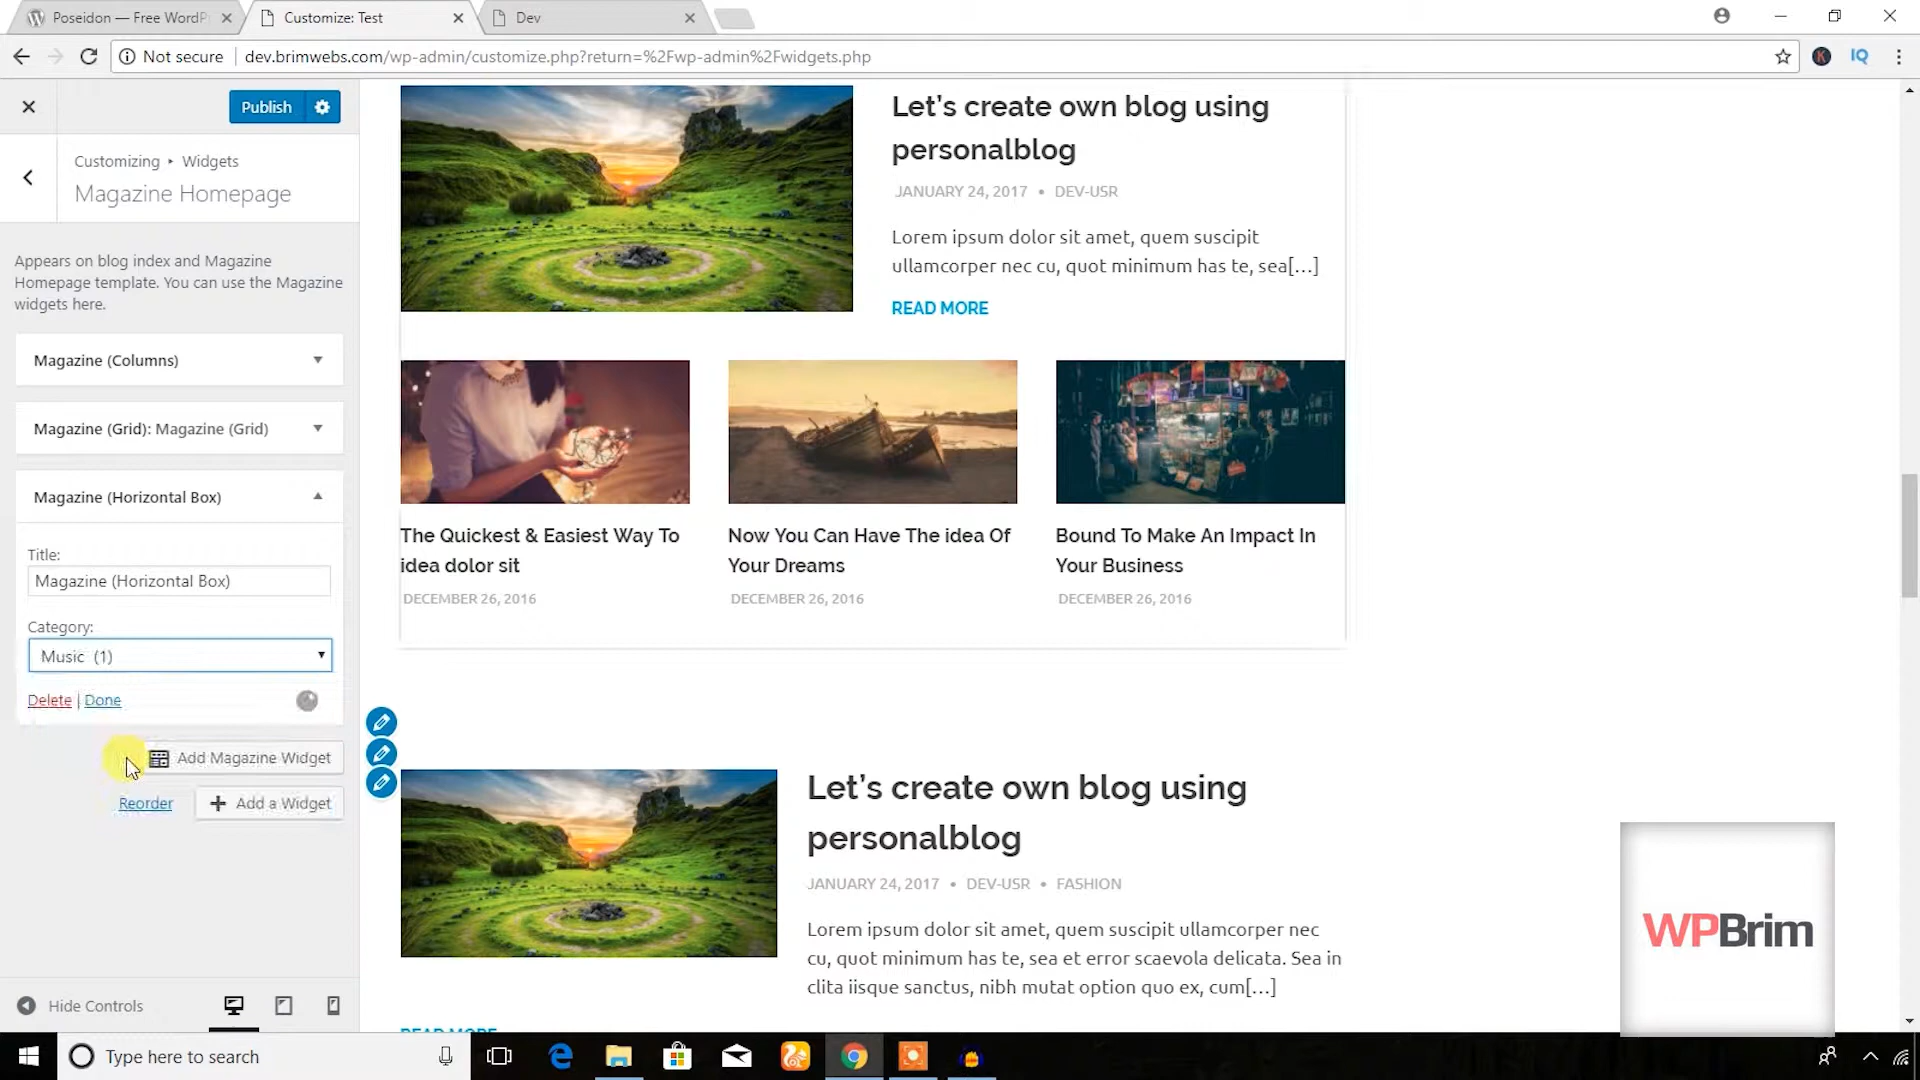 Poseidon — Free WordP
Customize: Test
Dev
Not secure
dev.brimwebs.com/wp-admin/customize.php?return=%2Fwp-admin%2Fwidgets.php
K
IQ
Publish
Customizing ▸ Widgets
Magazine Homepage
Appears on blog index and Magazine
Homepage template. You can use the Magazine
widgets here.
Magazine (Columns)
Magazine (Grid): Magazine (Grid)
Magazine (Horizontal Box)
Title:
Magazine (Horizontal Box)
Category:
Music (1)
Delete | Done
Add Magazine Widget
Reorder
Add a Widget
Hide Controls
Let's create own blog using
personalblog
JANUARY 24, 2017 • DEV-USR
Lorem ipsum dolor sit amet, quem suscipit
ullamcorper nec cu, quot minimum has te, sea[…]
READ MORE
The Quickest & Easiest Way To
idea dolor sit
DECEMBER 26, 2016
Now You Can Have The idea Of
Your Dreams
DECEMBER 26, 2016
Bound To Make An Impact In
Your Business
DECEMBER 26, 2016
Let's create own blog using
personalblog
JANUARY 24, 2017 • DEV-USR • FASHION
Lorem ipsum dolor sit amet, quem suscipit ullamcorper nec
cu, quot minimum has te, sea et error scaevola delicata. Sea in
clita iisque sanctus, nibh mutat option quo ex, cum[…]
READ MORE
WPBrim
Type here to search